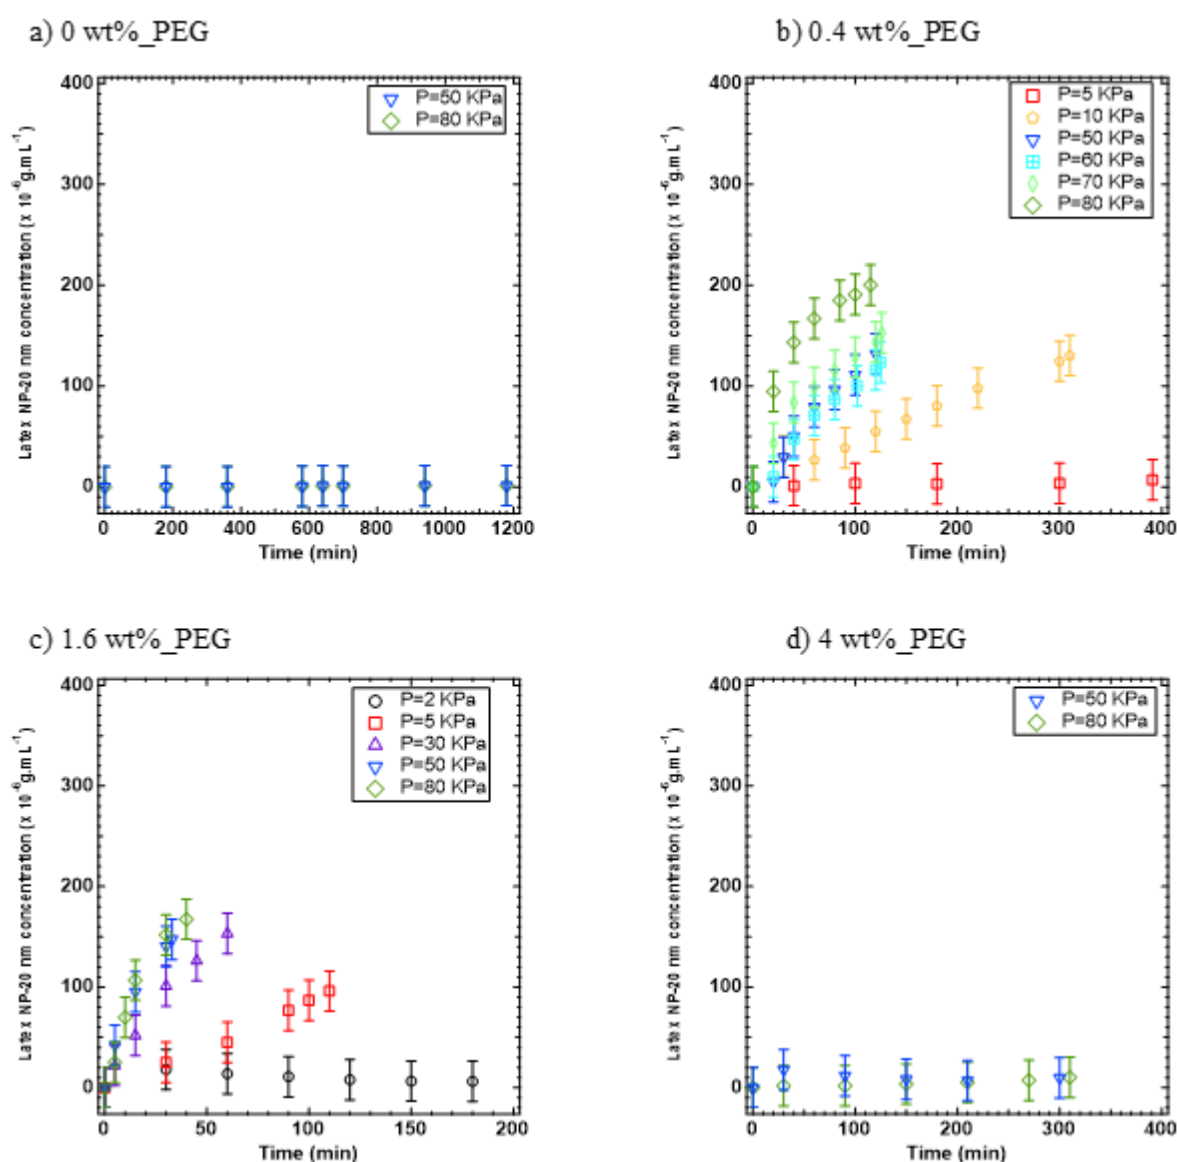 a) 0 wt%_PEG
b) 0.4 wt%_PEG
400
300
200
100
0
Latex NP-20 nm concentration (x 10⁻⁶g.mL⁻¹)
P=50 KPa
P=80 KPa
0 200 400 600 800 1000 1200
Time (min)
400
300
200
100
0
Latex NP-20 nm concentration (x 10⁻⁶g.mL⁻¹)
P=5 KPa
P=10 KPa
P=50 KPa
P=60 KPa
P=70 KPa
P=80 KPa
0 100 200 300 400
Time (min)
c) 1.6 wt%_PEG
d) 4 wt%_PEG
400
300
200
100
0
Latex NP-20 nm concentration (x 10⁻⁶g.mL⁻¹)
P=2 KPa
P=5 KPa
P=30 KPa
P=50 KPa
P=80 KPa
0 50 100 150 200
Time (min)
400
300
200
100
0
Latex NP-20 nm concentration (x 10⁻⁶g.mL⁻¹)
P=50 KPa
P=80 KPa
0 100 200 300 400
Time (min)